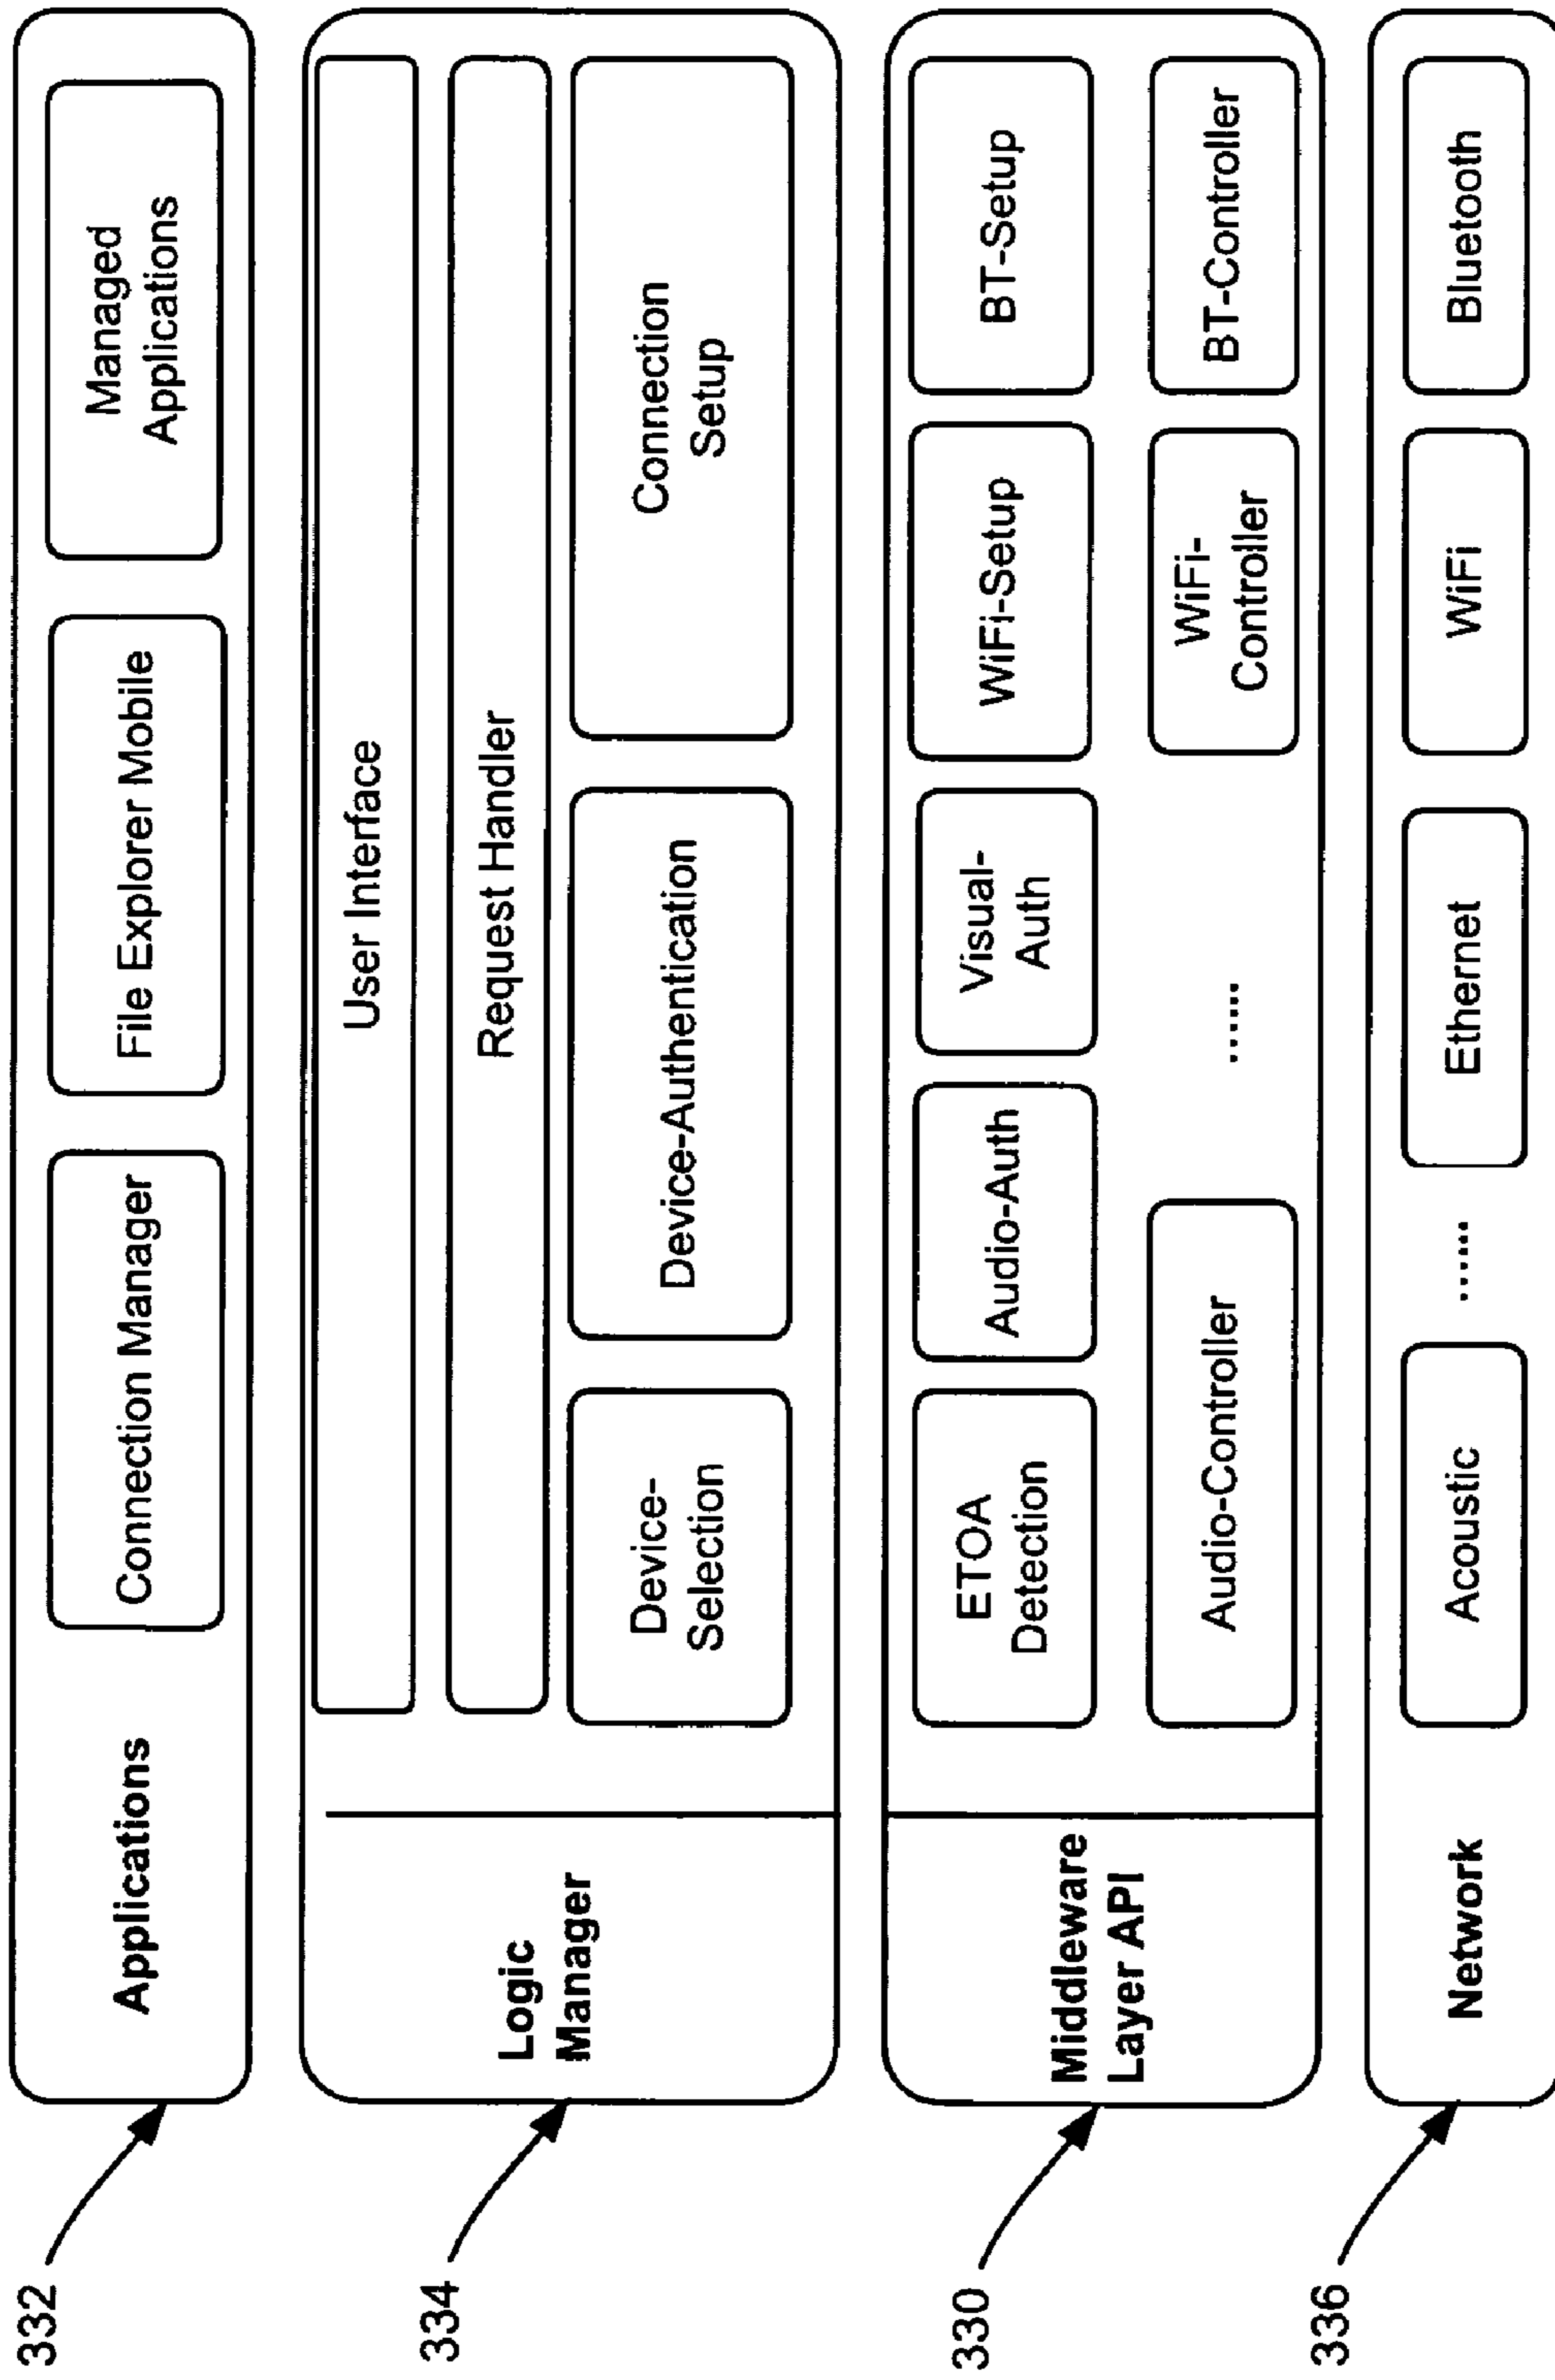 332
Applications
Connection Manager
File Explorer Mobile
Managed
Applications
334
Logic
Manager
User Interface
Request Handler
Device-
Selection
Device-Authentication
Connection
Setup
330
Middleware
Layer API
ETOA
Detection
Audio-Auth
Visual-
Auth
WiFi-Setup
BT-Setup
Audio-Controller
......
WiFi-
Controller
BT-Controller
336
Network
Acoustic
......
Ethernet
WiFi
Bluetooth